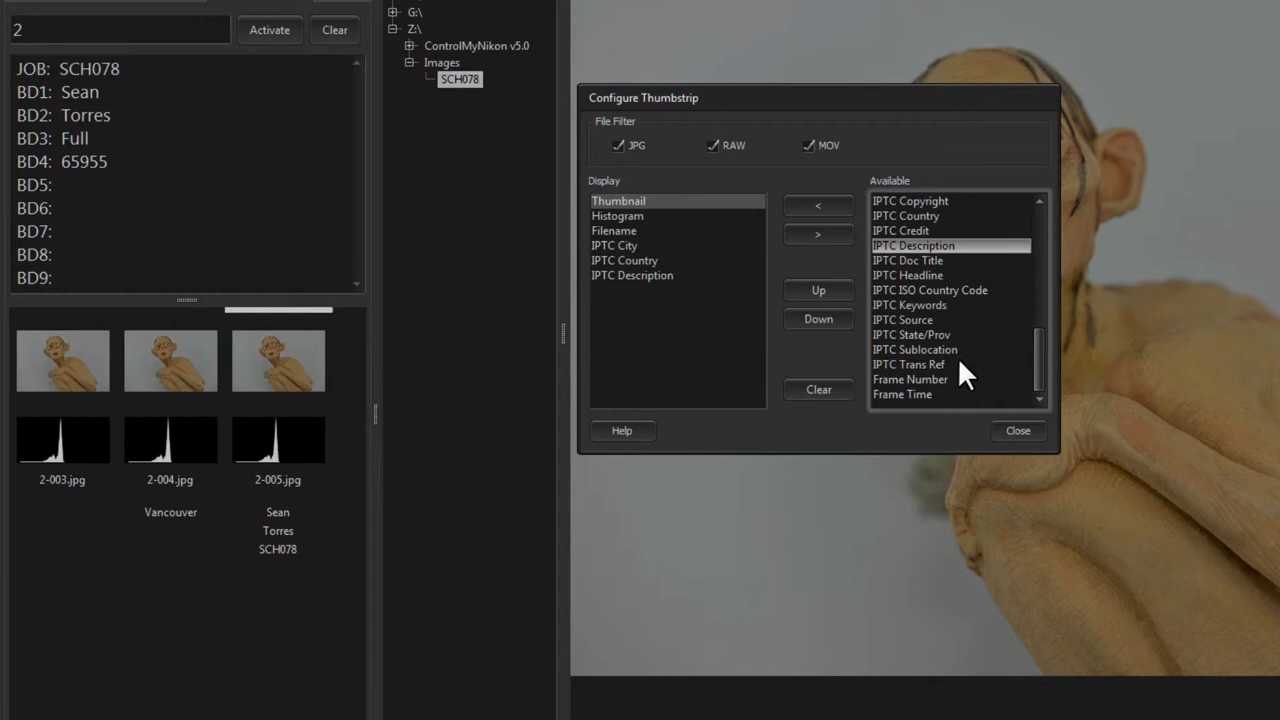 2
Activate
Clear
JOB: SCH078
BD1: Sean
BD2: Torres
BD3: Full
BD4: 65955
BD5:
BD6:
BD7:
BD8:
BD9:
2-003.jpg
2-004.jpg
2-005.jpg
Vancouver
Sean
Torres
SCH078
G:\
Z:\
ControlMyNikon v5.0
Images
SCH078
Configure Thumbstrip
File Filter
JPG
RAW
MOV
Display
Thumbnail
Histogram
Filename
IPTC City
IPTC Country
IPTC Description
<
>
Up
Down
Clear
Available
IPTC Copyright
IPTC Country
IPTC Credit
IPTC Description
IPTC Doc Title
IPTC Headline
IPTC ISO Country Code
IPTC Keywords
IPTC Source
IPTC State/Prov
IPTC Sublocation
IPTC Trans Ref
Frame Number
Frame Time
Help
Close